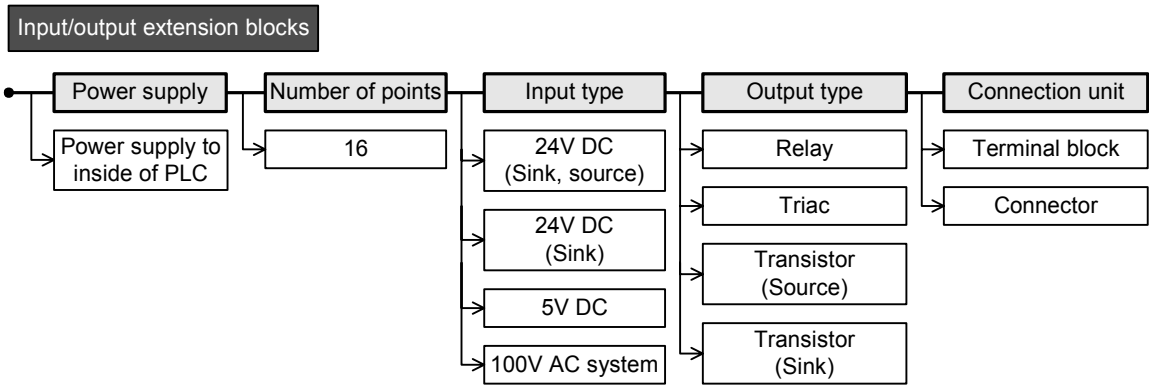 Input/output extension blocks
Power supply
Number of points
Input type
Output type
Connection unit
Power supply to
inside of PLC
16
24V DC
(Sink, source)
24V DC
(Sink)
5V DC
100V AC system
Relay
Triac
Transistor
(Source)
Transistor
(Sink)
Terminal block
Connector